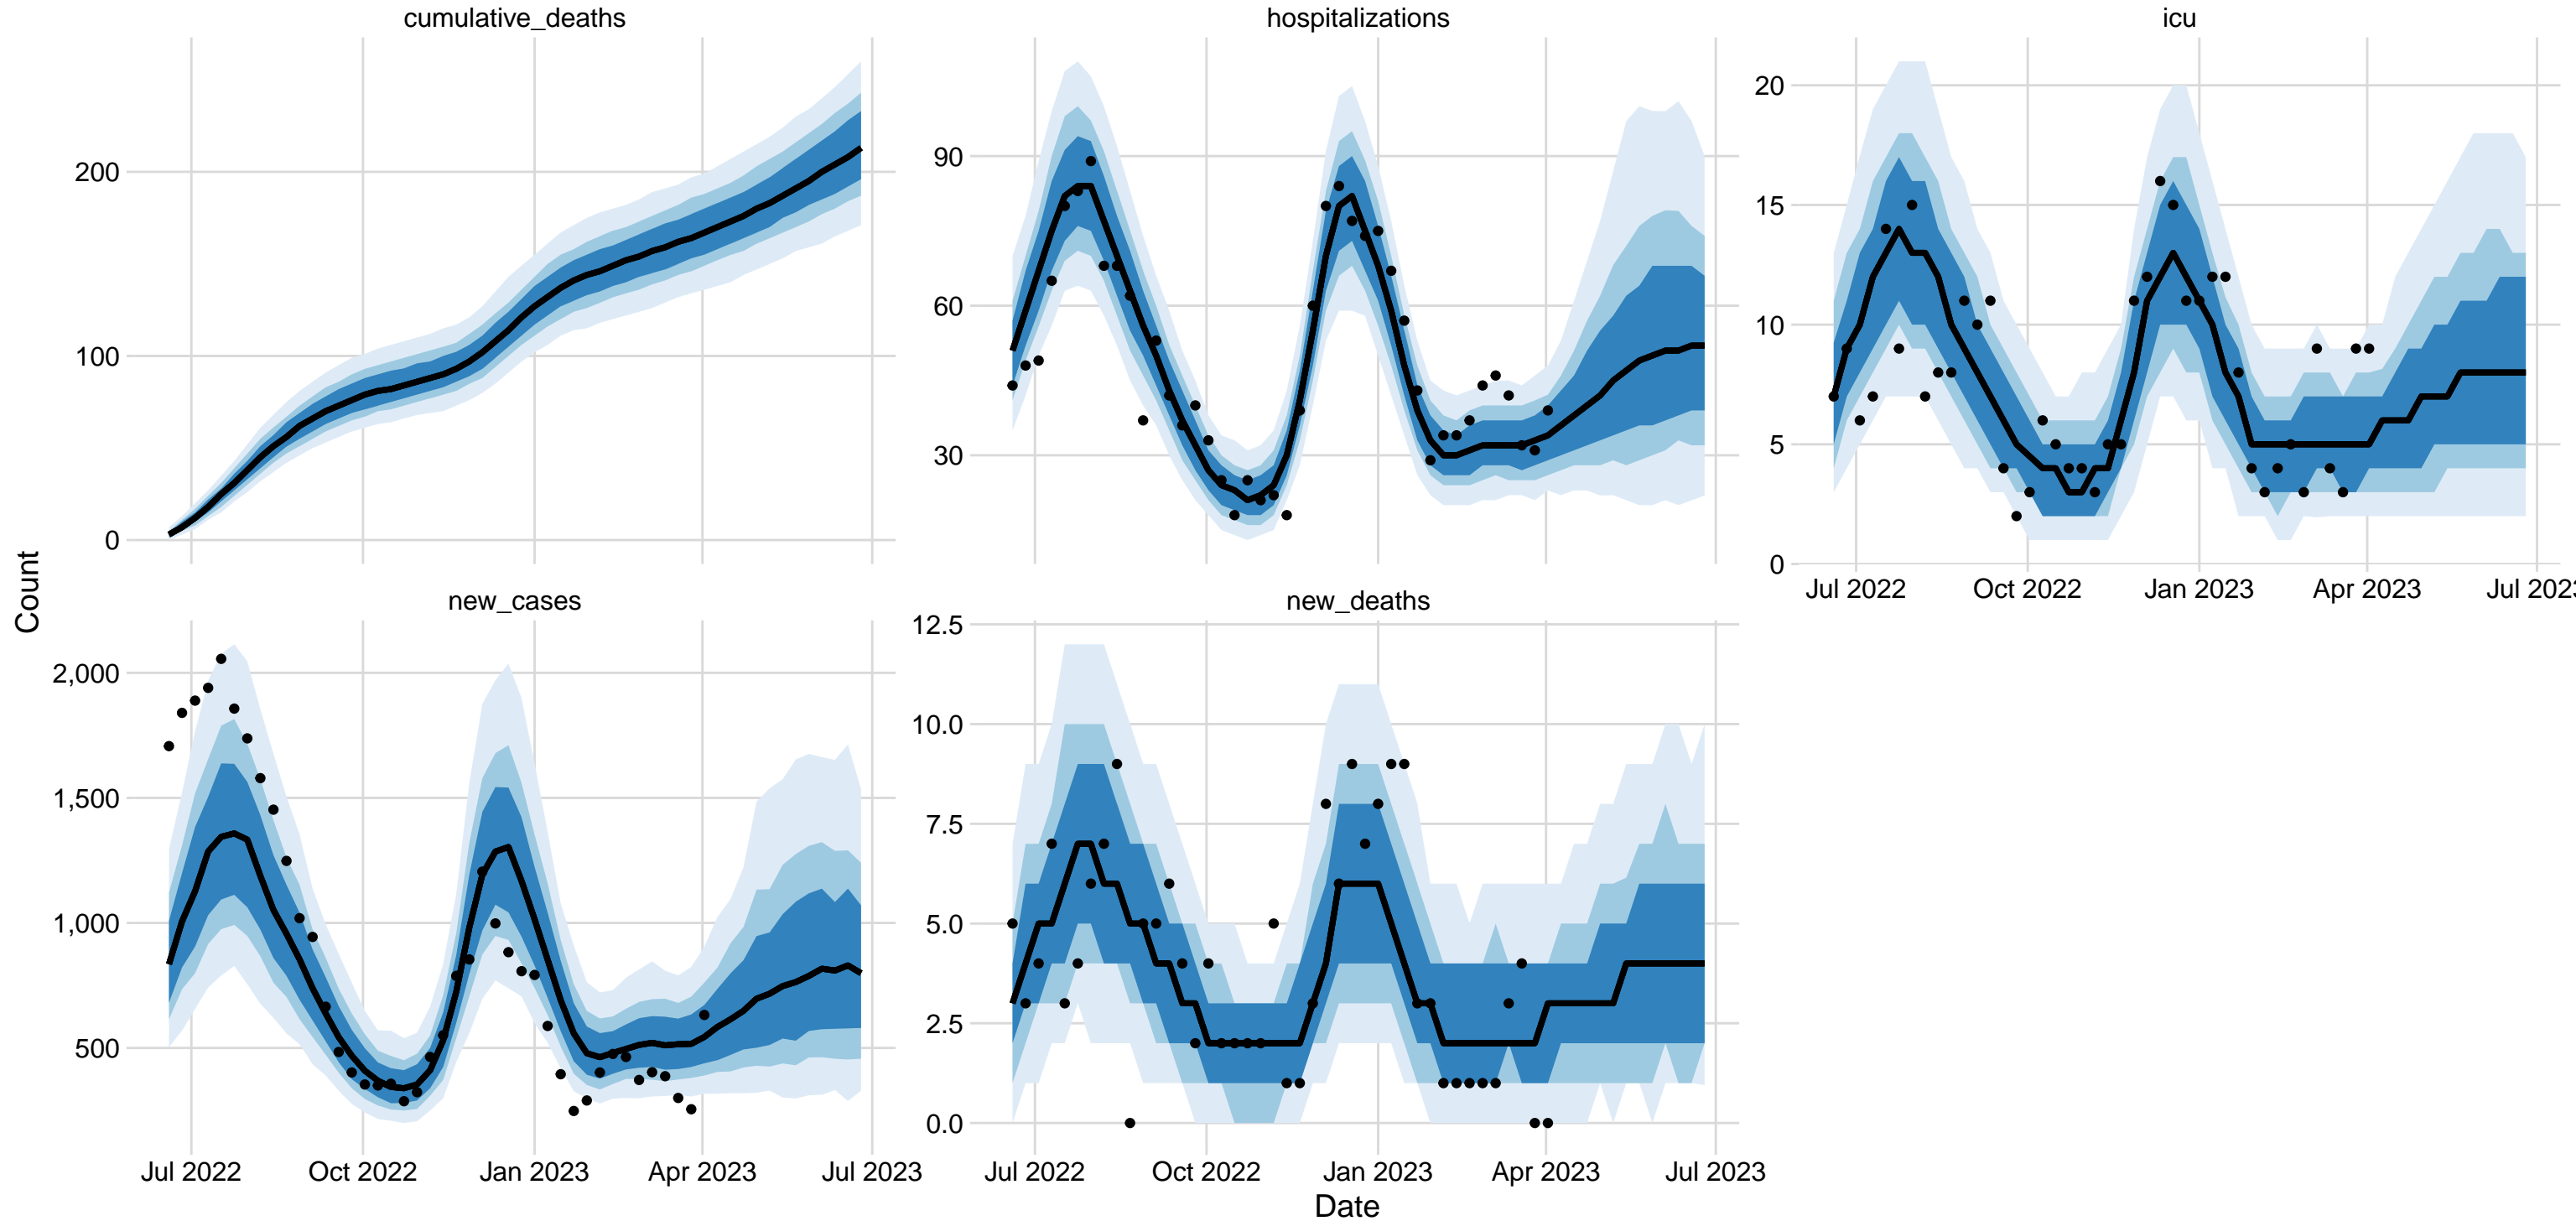 cumulative_deaths
hospitalizations
icu
200
100
0
90
60
30
20
15
10
5
0
Jul 2022 Oct 2022 Jan 2023 Apr 2023 Jul 202
Count
new_cases
new_deaths
2,000
1,500
1,000
500
12.5
10.0
7.5
5.0
2.5
0.0
Jul 2022 Oct 2022 Jan 2023 Apr 2023 Jul 2023
Jul 2022 Oct 2022 Jan 2023 Apr 2023 Jul 2023
Date